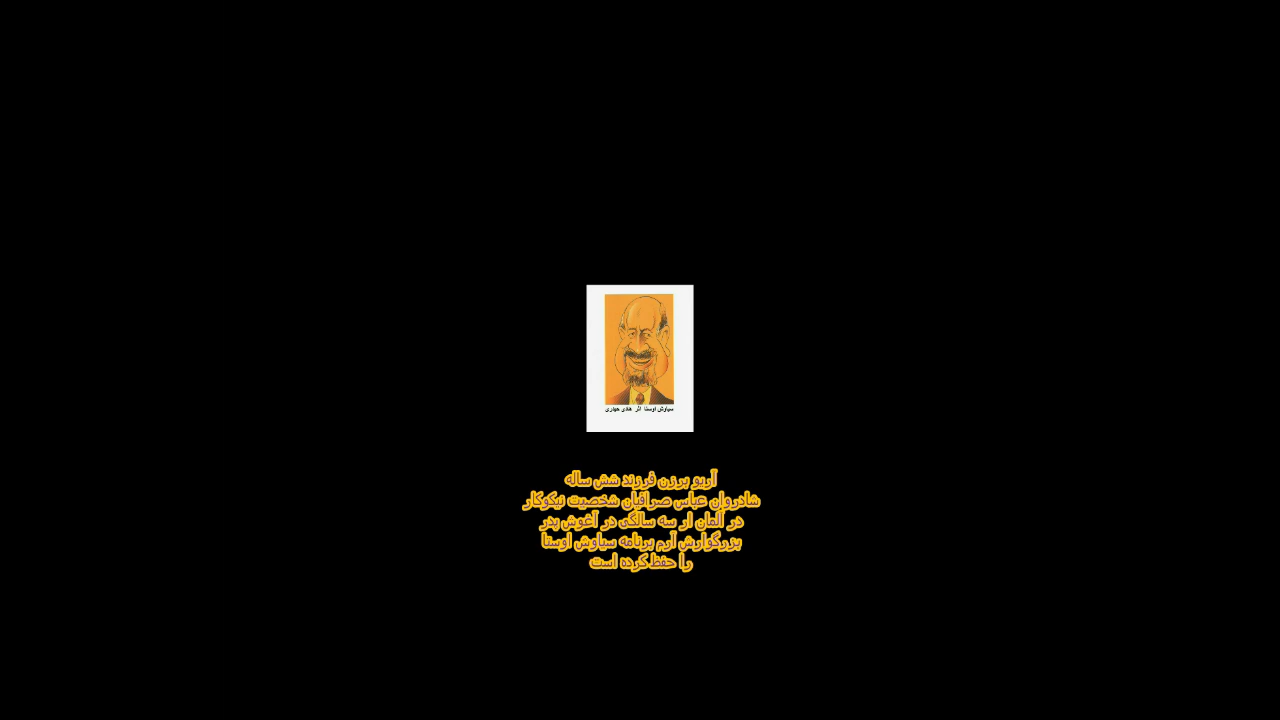 سیاوش اوستا اثر هادی حیدری
آریو برزن فرزند شش ساله
شادروان عباس صرافیان شخصیت نیکوکار
در آلمان از سه سالگی در آغوش پدر
بزرگوارش آرم برنامه سیاوش اوستا
را حفظ کرده است